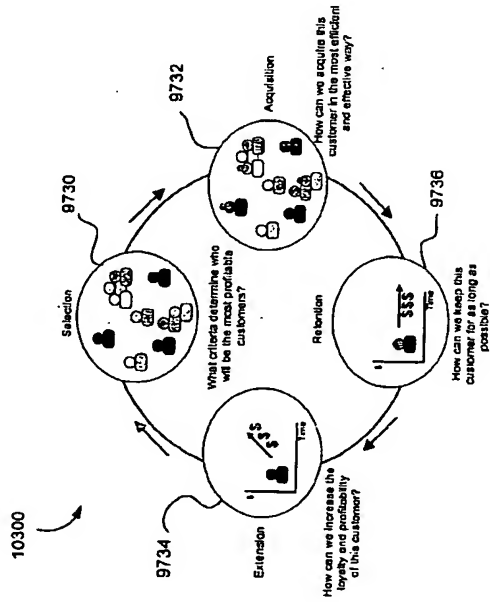 10300
9730
Selection
What criteria determine who
will be the most profitable
customers?
9732
Acquisition
How can we acquire this
customer in the most efficient
and effective way?
9736
Retention
$$$
Time
How can we keep this
customer for as long as
possible?
9734
Extension
$
$
$
Time
How can we increase the
loyalty and profitability
of this customer?